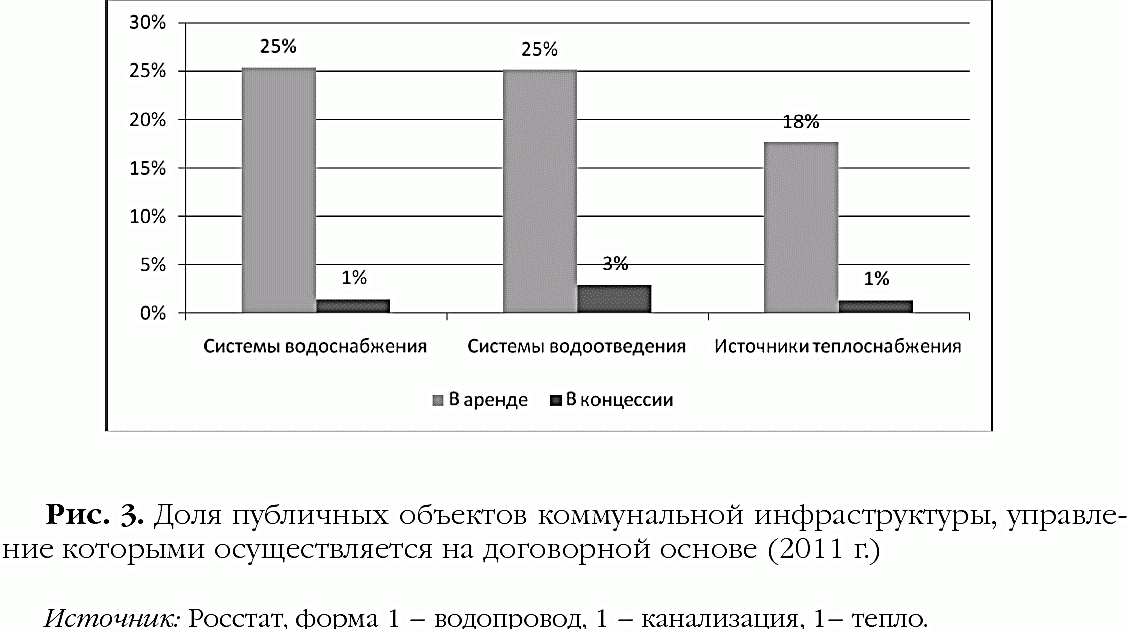 30%
25%
20%
15%
10%
5%
0%
25%
1%
25%
3%
18%
1%
Системы водоснабжения
Системы водоотведения
Источники теплоснабжения
В аренде
В концессии
Рис. 3. Доля публичных объектов коммунальной инфраструктуры, управле-
ние которыми осуществляется на договорной основе (2011 г.)
Источник: Росстат, форма 1 – водопровод, 1 – канализация, 1– тепло.